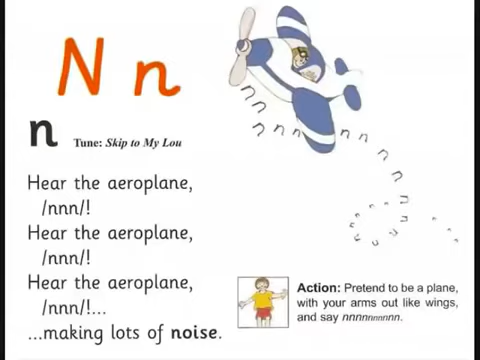 N n
n
Tune: Skip to My Lou
Hear the aeroplane,
/nnn/!
Hear the aeroplane,
/nnn/!
Hear the aeroplane,
/nnn/!...
...making lots of noise.
Action: Pretend to be a plane,
with your arms out like wings,
and say nnnnnnnnn.